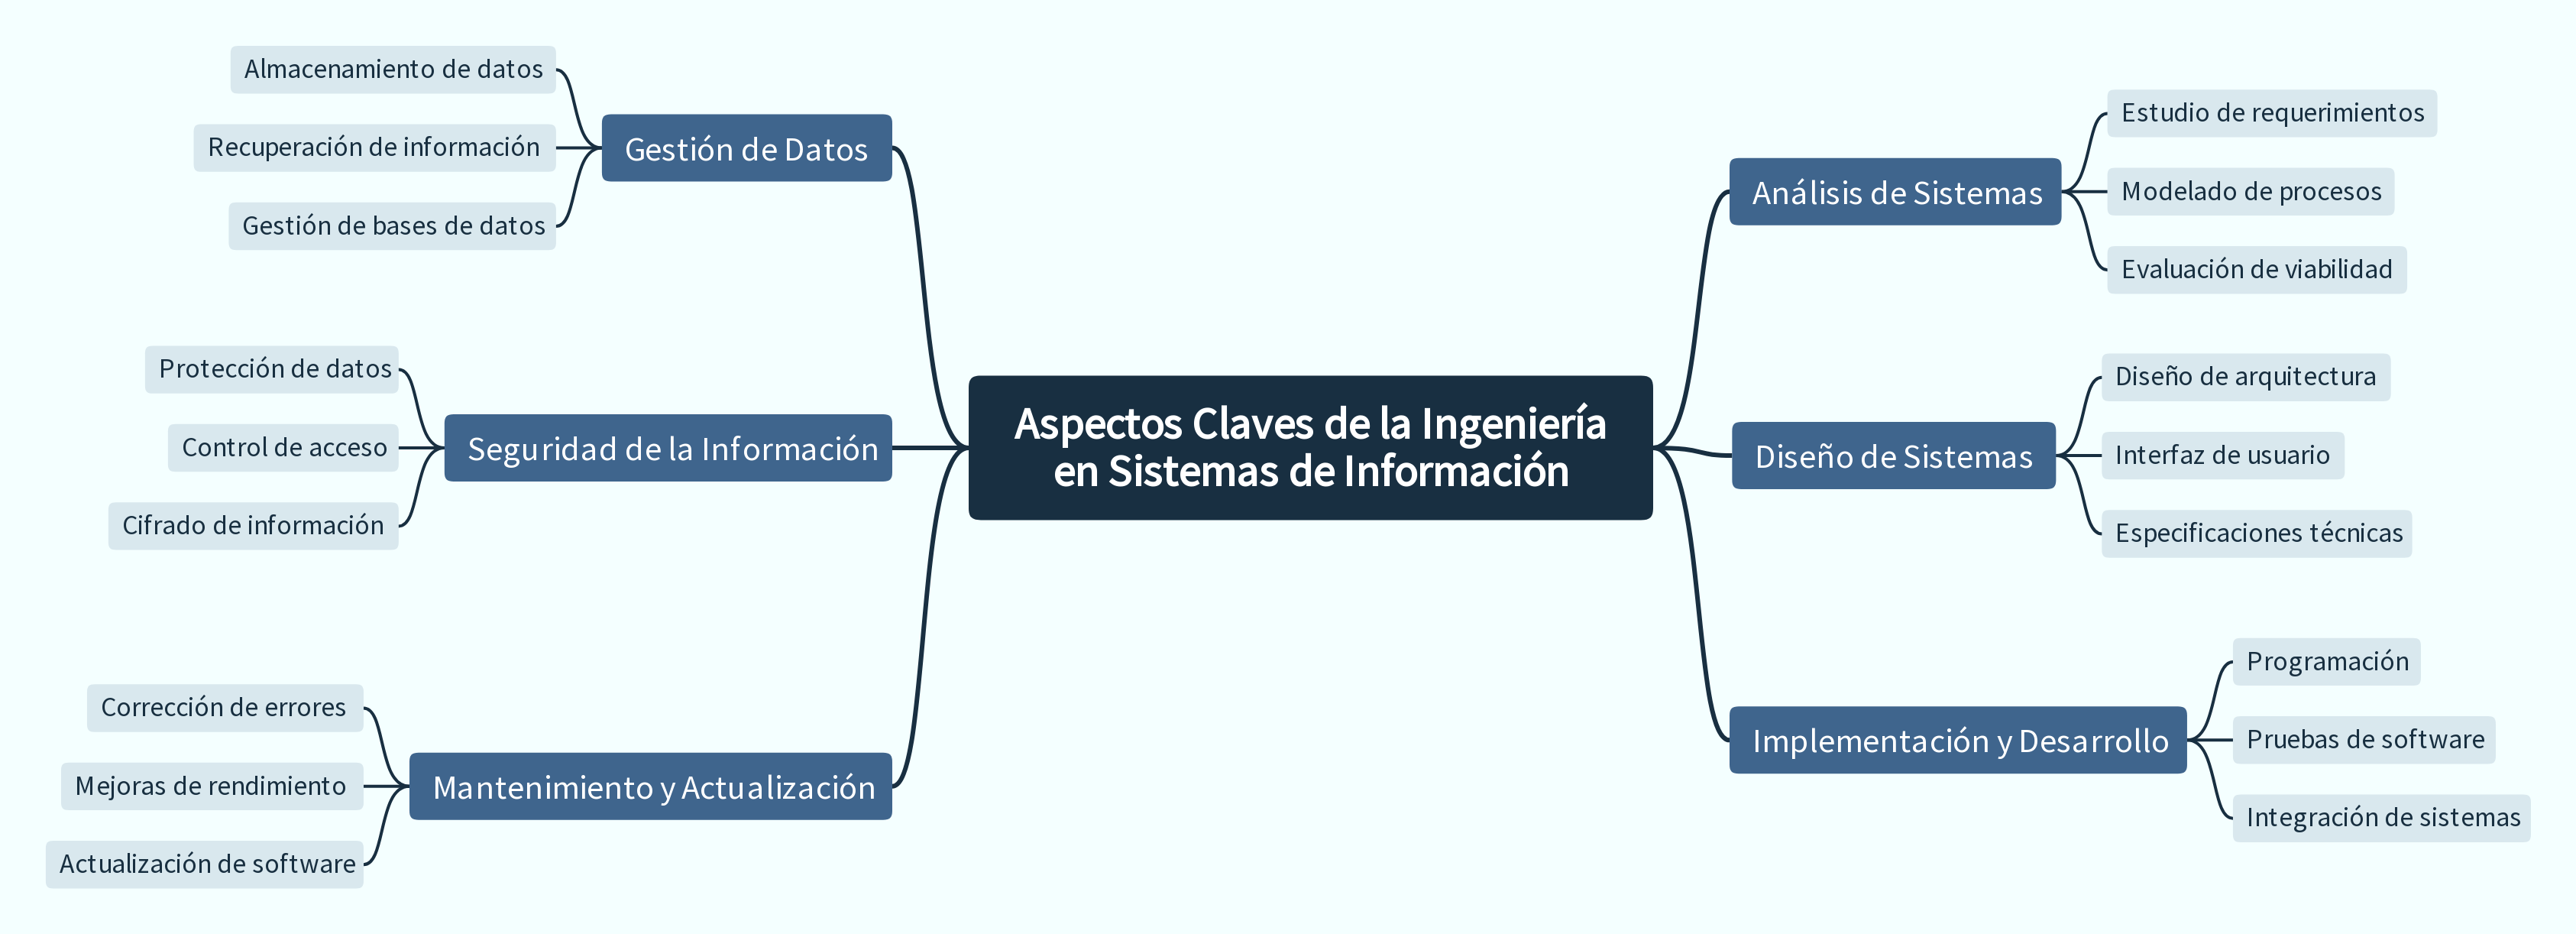 Aspectos Claves de la Ingeniería
en Sistemas de Información
Gestión de Datos
Almacenamiento de datos
Recuperación de información
Gestión de bases de datos
Seguridad de la Información
Protección de datos
Control de acceso
Cifrado de información
Mantenimiento y Actualización
Corrección de errores
Mejoras de rendimiento
Actualización de software
Análisis de Sistemas
Estudio de requerimientos
Modelado de procesos
Evaluación de viabilidad
Diseño de Sistemas
Diseño de arquitectura
Interfaz de usuario
Especificaciones técnicas
Implementación y Desarrollo
Programación
Pruebas de software
Integración de sistemas